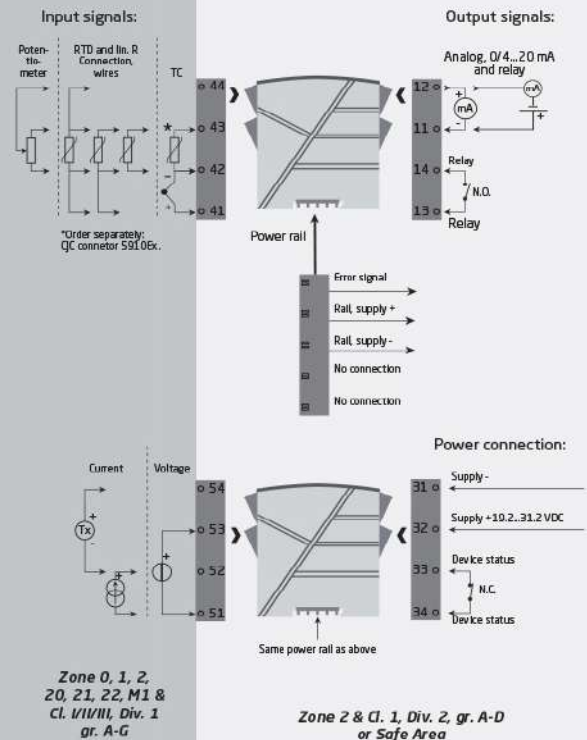 Input signals:
Output signals:
Poten-
tio-
meter
RTD and lin. R
Connection,
wires
TC
44
43
42
41
*
-
+
*Order separately:
CJC connetor 5910Ex.
Analog, 0/4...20 mA
and relay
12
11
14
13
+
mA
-
mA
+
Relay
N.O.
Relay
Power rail
Error signal
Rail, supply +
Rail, supply -
No connection
No connection
Current
Voltage
54
53
52
51
+
Tx
-
+
+
Power connection:
31
32
33
34
Supply -
Supply +19.2...31.2 VDC
Device status
N.C.
Device status
Same power rail as above
Zone 0, 1, 2,
20, 21, 22, M1 &
Cl. I/II/III, Div. 1
gr. A-G
Zone 2 & Cl. 1, Div. 2, gr. A-D
or Safe Area